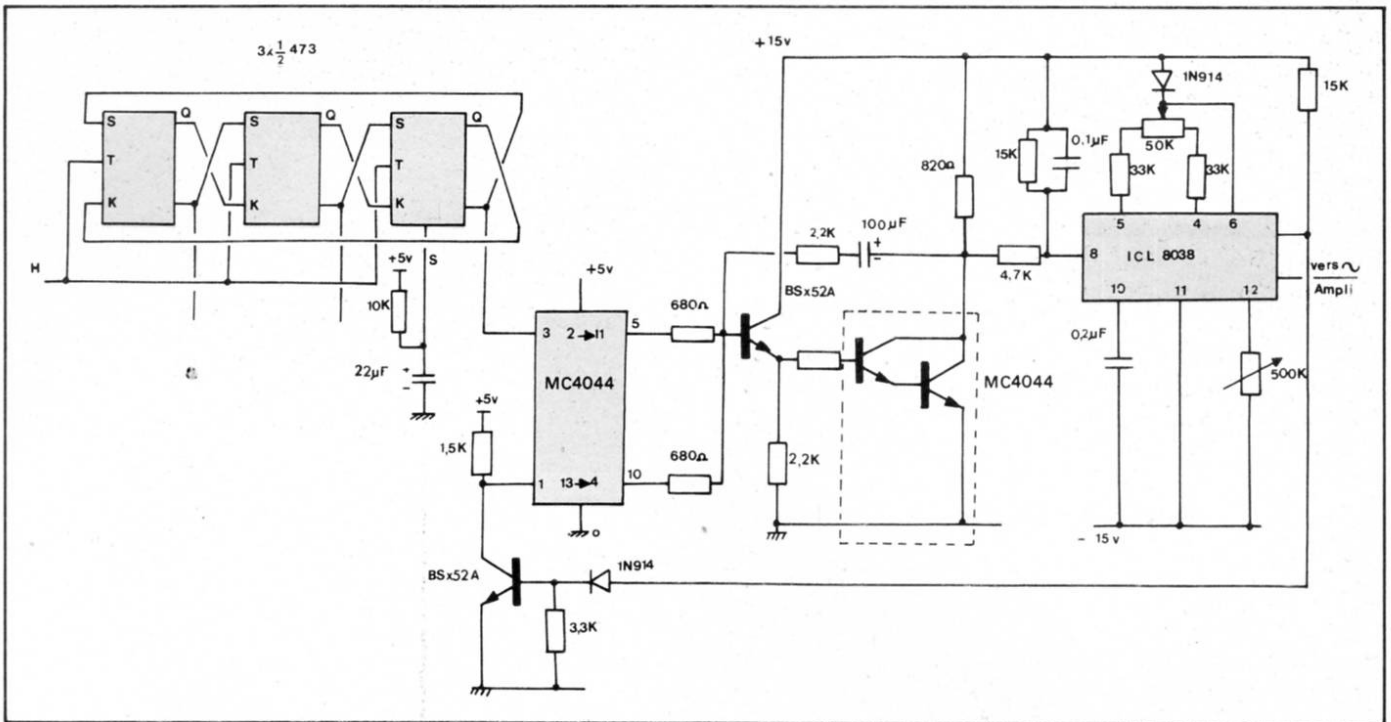 3x 1/2 473
+15v
S
Q
T
K
S
Q
T
K
S
Q
T
K
S
H
+5v
10K
22µF
+5v
3
2→11
5
MC4044
1
13→4
10
o
+5v
1,5K
680Ω
680Ω
BSx52A
2,2K
2,2K
100µF
+
-
820Ω
4,7K
15K
0,1µF
1N914
50K
33K
33K
15K
5
4
6
8
ICL 8038
10
11
12
vers ~
Ampli
0,2µF
500K
- 15v
MC4044
BSx52A
1N914
3,3K
+
-